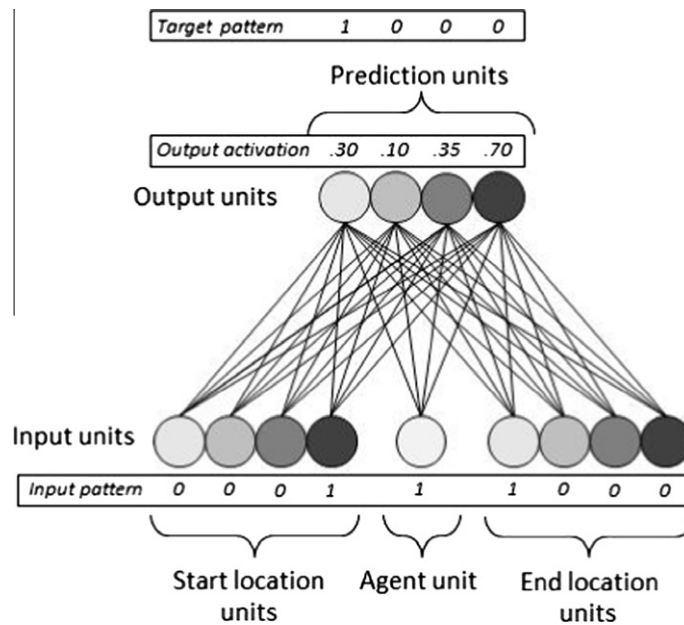 Target pattern 1 0 0 0
Prediction units
Output activation .30 .10 .35 .70
Output units
Input units
Input pattern 0 0 0 1 1 1 0 0 0
Start location units
Agent unit
End location units